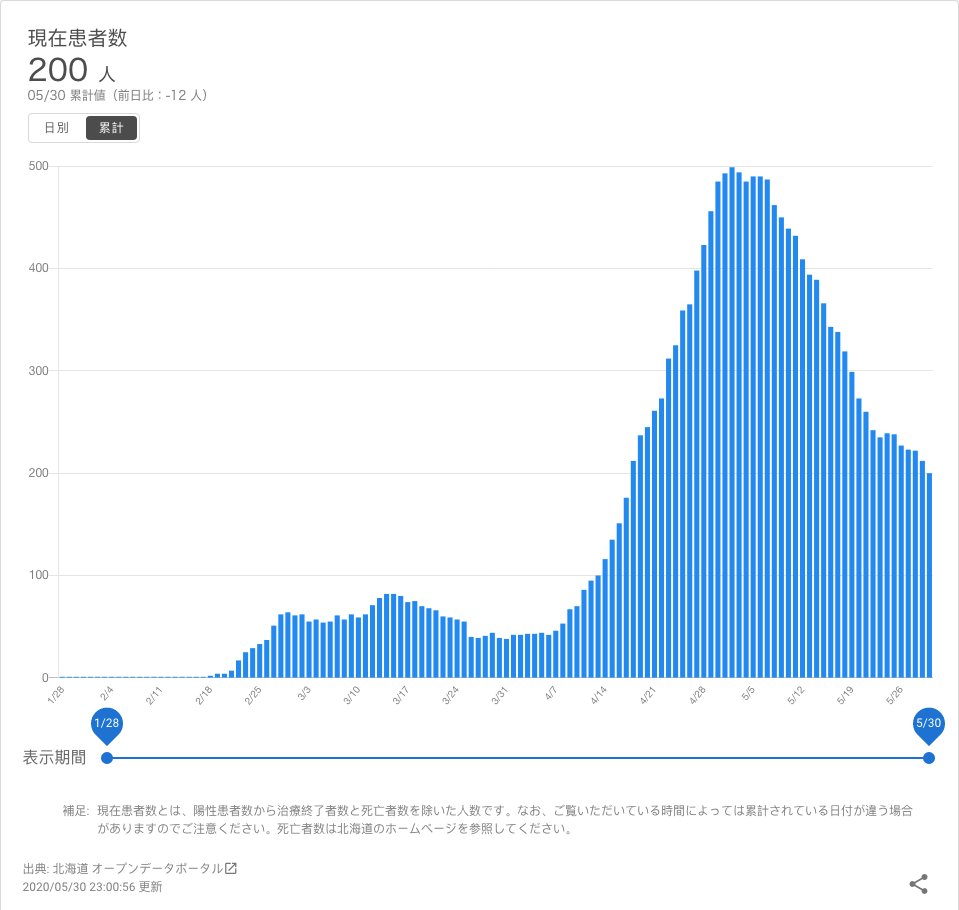 現在患者数
200 人
05/30 累計値（前日比：-12 人）
日別 累計
500
400
300
200
100
0
1/28 2/4 2/11 2/18 2/25 3/3 3/10 3/17 3/24 3/31 4/7 4/14 4/21 4/28 5/5 5/12 5/19 5/26
1/28 5/30
表示期間
補足: 現在患者数とは、陽性患者数から治療終了者数と死亡者数を除いた人数です。なお、ご覧いただいている時間によっては累計されている日付が違う場合
がありますのでご注意ください。死亡者数は北海道のホームページを参照してください。
出典: 北海道 オープンデータポータル
2020/05/30 23:00:56 更新